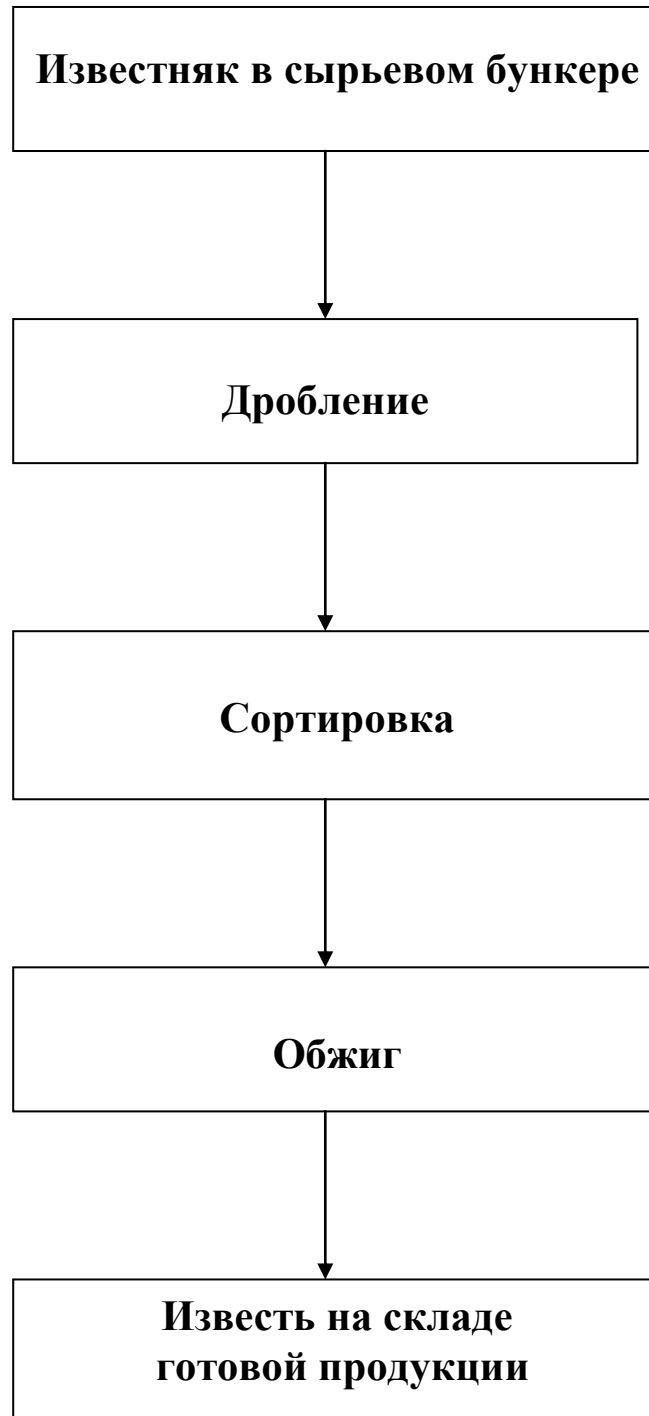 Известняк в сырьевом бункере
Дробление
Сортировка
Обжиг
Известь на складе
готовой продукции